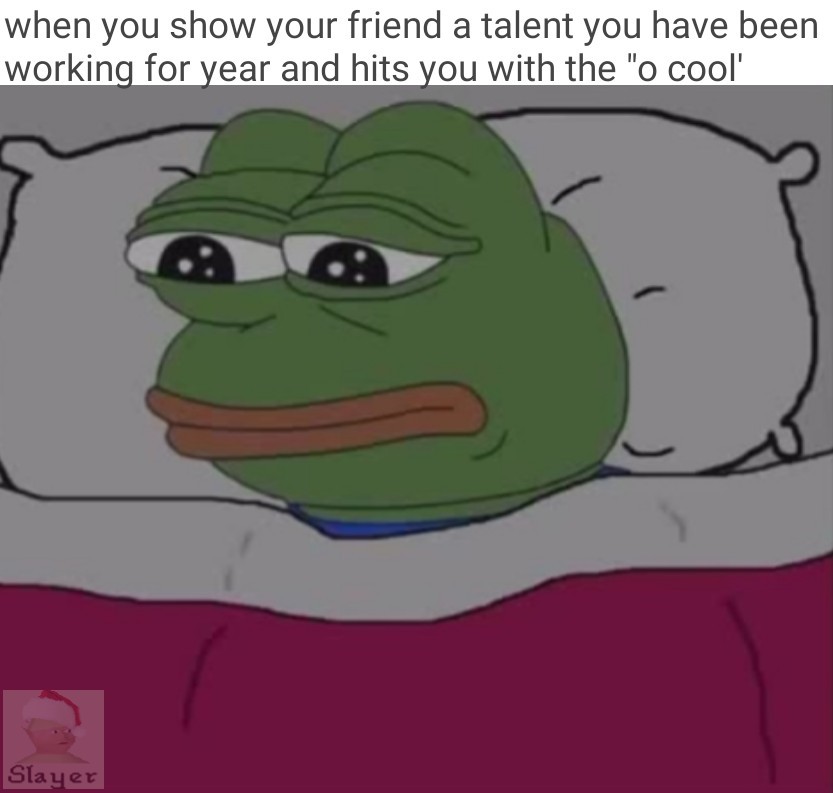 when you show your friend a talent you have been
working for year and hits you with the "o cool'
Slayer